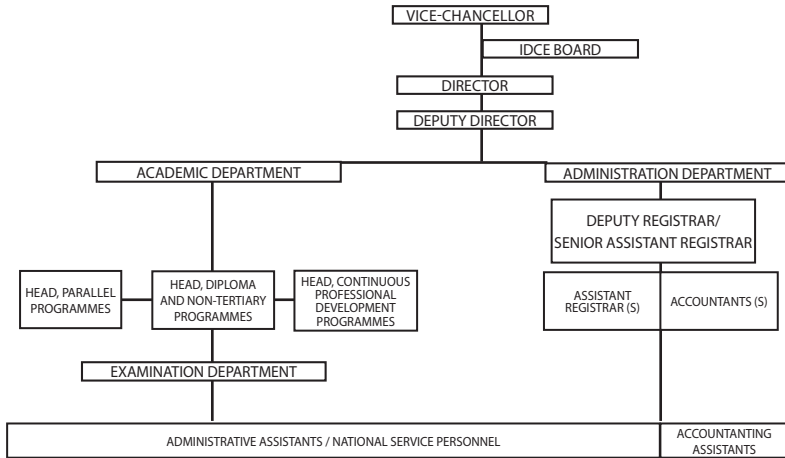 VICE-CHANCELLOR
IDCE BOARD
DIRECTOR
DEPUTY DIRECTOR
ACADEMIC DEPARTMENT
ADMINISTRATION DEPARTMENT
DEPUTY REGISTRAR/
SENIOR ASSISTANT REGISTRAR
HEAD, PARALLEL
PROGRAMMES
HEAD, DIPLOMA
AND NON-TERTIARY
PROGRAMMES
HEAD, CONTINUOUS
PROFESSIONAL
DEVELOPMENT
PROGRAMMES
ASSISTANT
REGISTRAR (S)
ACCOUNTANTS (S)
EXAMINATION DEPARTMENT
ADMINISTRATIVE ASSISTANTS / NATIONAL SERVICE PERSONNEL
ACCOUNTANTING
ASSISTANTS